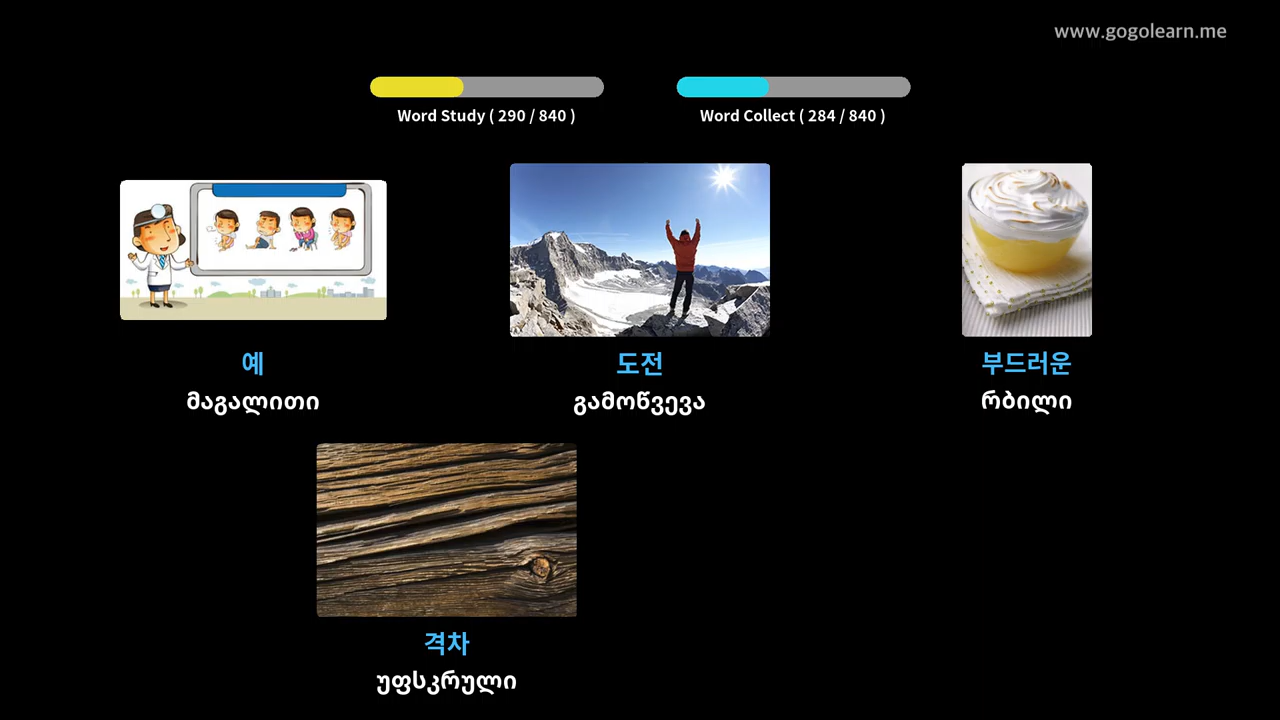 www.gogolearn.me
Word Study ( 290 / 840 )
Word Collect ( 284 / 840 )
예
მაგალითი
도전
გამოწვევა
부드러운
რბილი
격차
უფსკრული